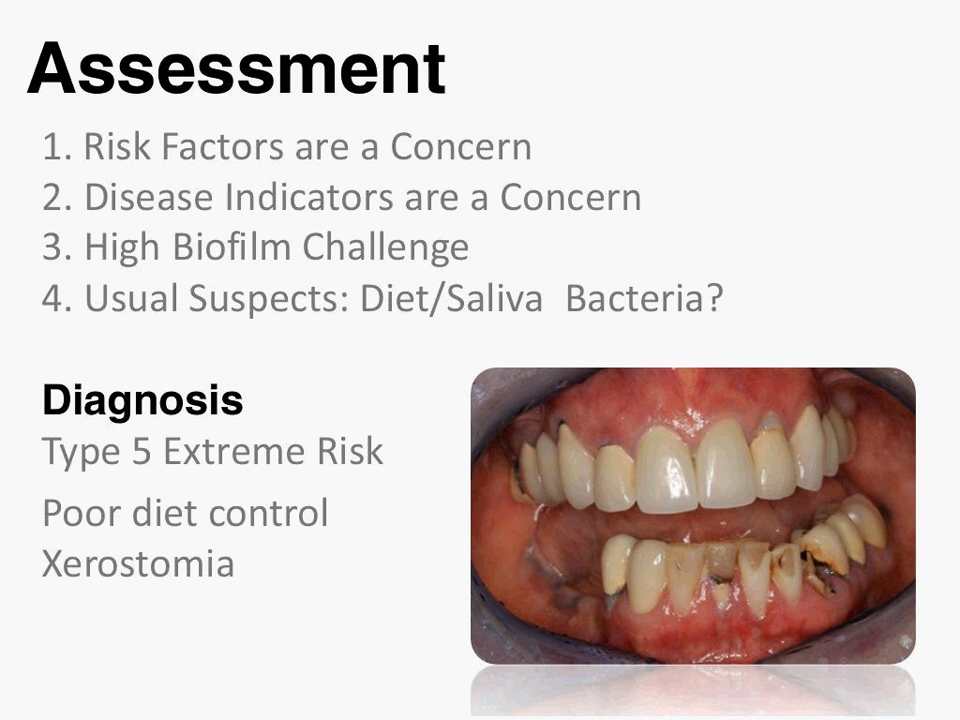 Assessment
1. Risk Factors are a Concern
2. Disease Indicators are a Concern
3. High Biofilm Challenge
4. Usual Suspects: Diet/Saliva  Bacteria?
Diagnosis
Type 5 Extreme Risk
Poor diet control
Xerostomia